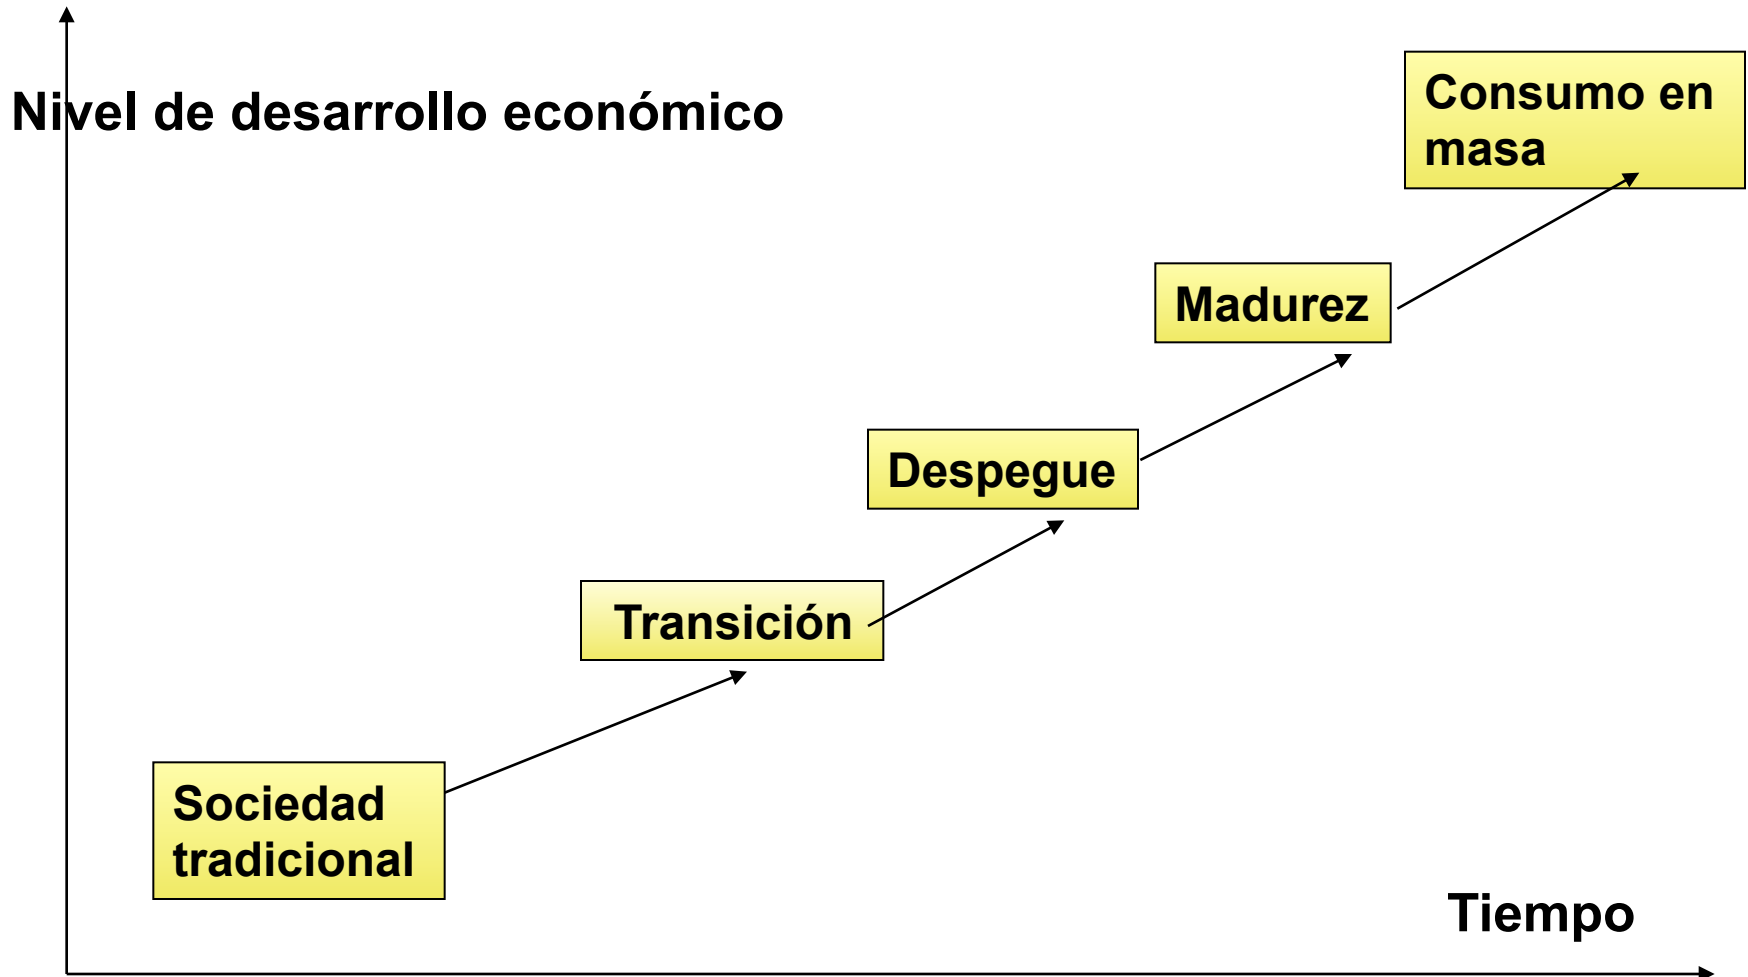 Nivel de desarrollo económico
Consumo en
masa
Madurez
Despegue
Transición
Sociedad
tradicional
Tiempo